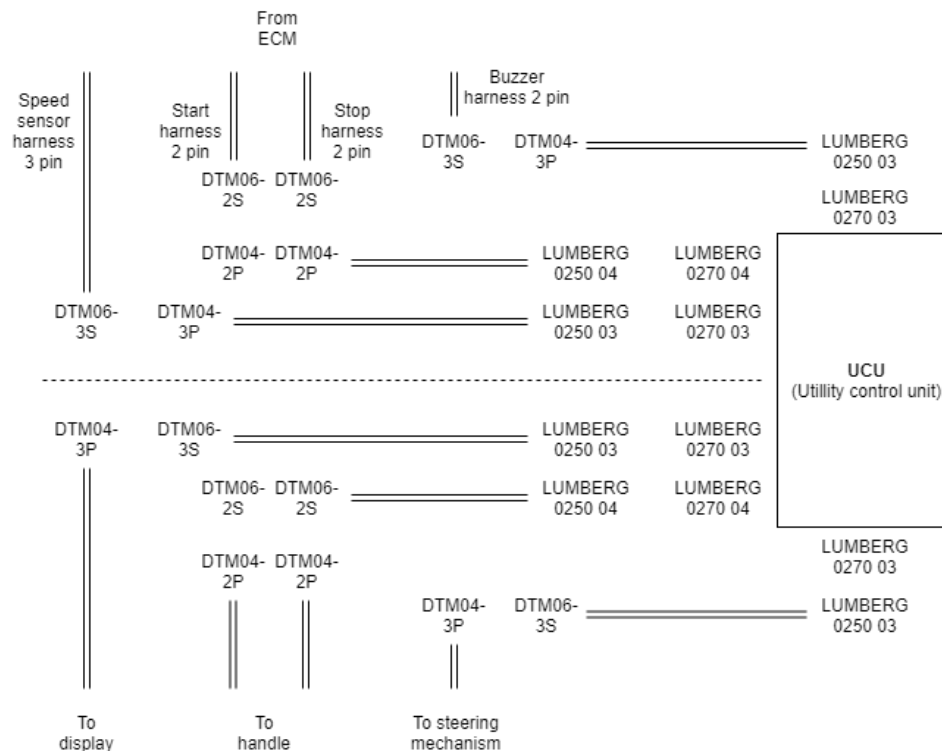 From
ECM
Buzzer
harness 2 pin
Speed
sensor
harness
3 pin
Start
harness
2 pin
Stop
harness
2 pin
DTM06-
3S
DTM04-
3P
LUMBERG
0250 03
DTM06-
2S
DTM06-
2S
LUMBERG
0270 03
DTM04-
2P
DTM04-
2P
LUMBERG
0250 04
LUMBERG
0270 04
DTM06-
3S
DTM04-
3P
LUMBERG
0250 03
LUMBERG
0270 03
UCU
(Utillity control unit)
DTM04-
3P
DTM06-
3S
LUMBERG
0250 03
LUMBERG
0270 03
DTM06-
2S
DTM06-
2S
LUMBERG
0250 04
LUMBERG
0270 04
LUMBERG
0270 03
DTM04-
2P
DTM04-
2P
DTM04-
3P
DTM06-
3S
LUMBERG
0250 03
To
display
To
handle
To steering
mechanism